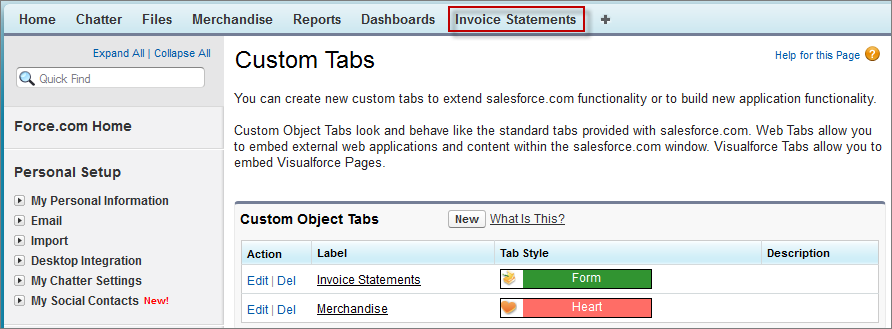 Home Chatter Files Merchandise Reports Dashboards Invoice Statements +
Expand All | Collapse All
Quick Find
Force.com Home
Personal Setup
My Personal Information
Email
Import
Desktop Integration
My Chatter Settings
My Social Contacts New!
Custom Tabs
Help for this Page ?
You can create new custom tabs to extend salesforce.com functionality or to build new application functionality.
Custom Object Tabs look and behave like the standard tabs provided with salesforce.com. Web Tabs allow you
to embed external web applications and content within the salesforce.com window. Visualforce Tabs allow you to
embed Visualforce Pages.
Custom Object Tabs New What Is This?
Action Label Tab Style Description
Edit | Del Invoice Statements Form
Edit | Del Merchandise Heart